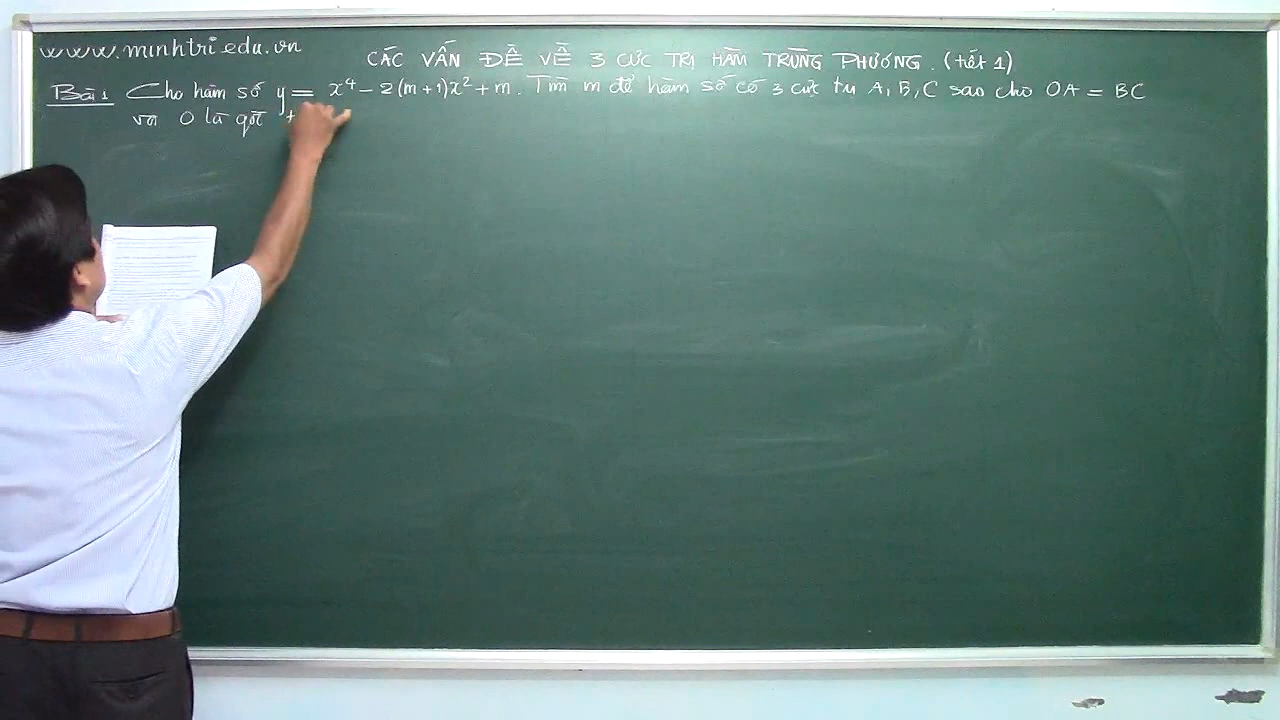 www.minhtri.edu.vn
CÁC VẤN ĐỀ VỀ 3 CỰC TRỊ HÀM TRÙNG PHƯƠNG. (tiết 1)
Bài 1 Cho hàm số y = x⁴ - 2(m+1)x² + m. Tìm m để hàm số có 3 cực trị A, B, C sao cho OA = BC
với O là gốc t